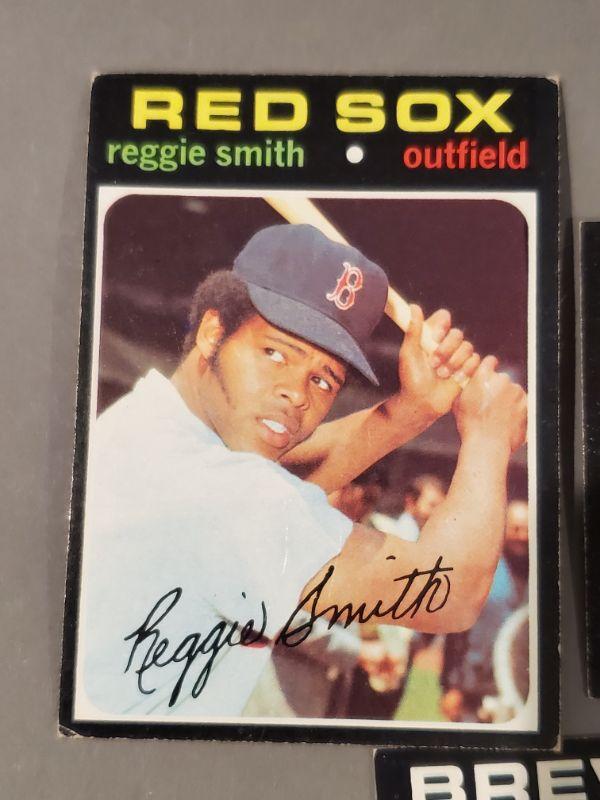 RED SOX
reggie smith • outfield
B
Reggie Smith
BREW